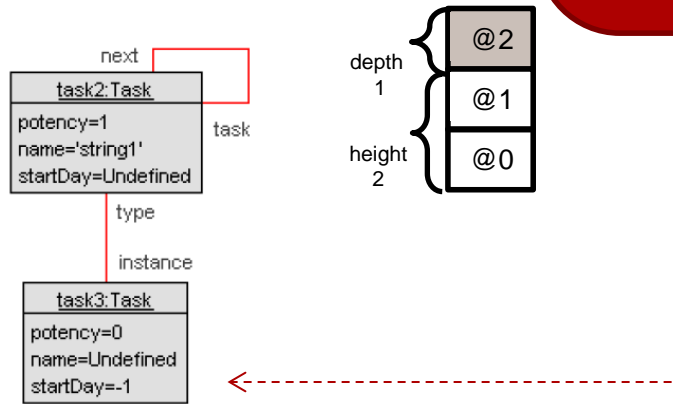 next
task2:Task
potency=1
name='string1'
startDay=Undefined
task
type
instance
task3:Task
potency=0
name=Undefined
startDay=-1
depth
1
height
2
@2
@1
@0